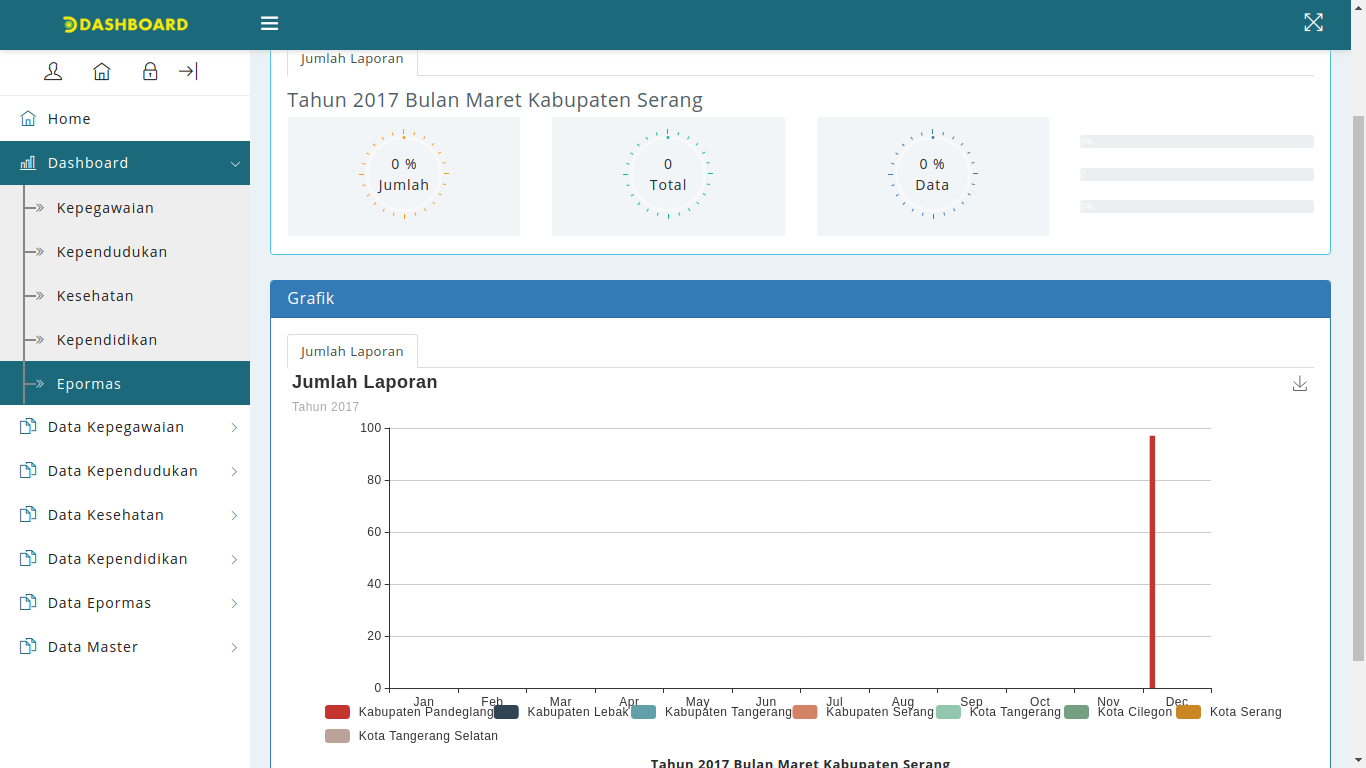 DASHBOARD
Home
Dashboard
Kepegawaian
Kependudukan
Kesehatan
Kependidikan
Epormas
Data Kepegawaian
Data Kependudukan
Data Kesehatan
Data Kependidikan
Data Epormas
Data Master
Jumlah Laporan
Tahun 2017 Bulan Maret Kabupaten Serang
0 %
Jumlah
0
Total
0 %
Data
0%
0
0%
Grafik
Jumlah Laporan
Jumlah Laporan
Tahun 2017
100
80
60
40
20
0
Jan Feb Mar Apr May Jun Jul Aug Sep Oct Nov Dec
Kabupaten Pandeglang Kabupaten Lebak Kabupaten Tangerang Kabupaten Serang Kota Tangerang Kota Cilegon Kota Serang
Kota Tangerang Selatan
Tahun 2017 Bulan Maret Kabupaten Serang